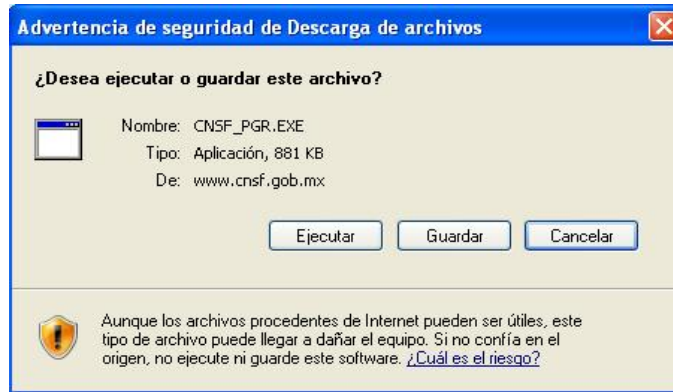 Advertencia de seguridad de Descarga de archivos
¿Desea ejecutar o guardar este archivo?
Nombre: CNSF_PGR.EXE
Tipo: Aplicación, 881 KB
De: www.cnsf.gob.mx
Ejecutar Guardar Cancelar
Aunque los archivos procedentes de Internet pueden ser útiles, este
tipo de archivo puede llegar a dañar el equipo. Si no confía en el
origen, no ejecute ni guarde este software. ¿Cuál es el riesgo?